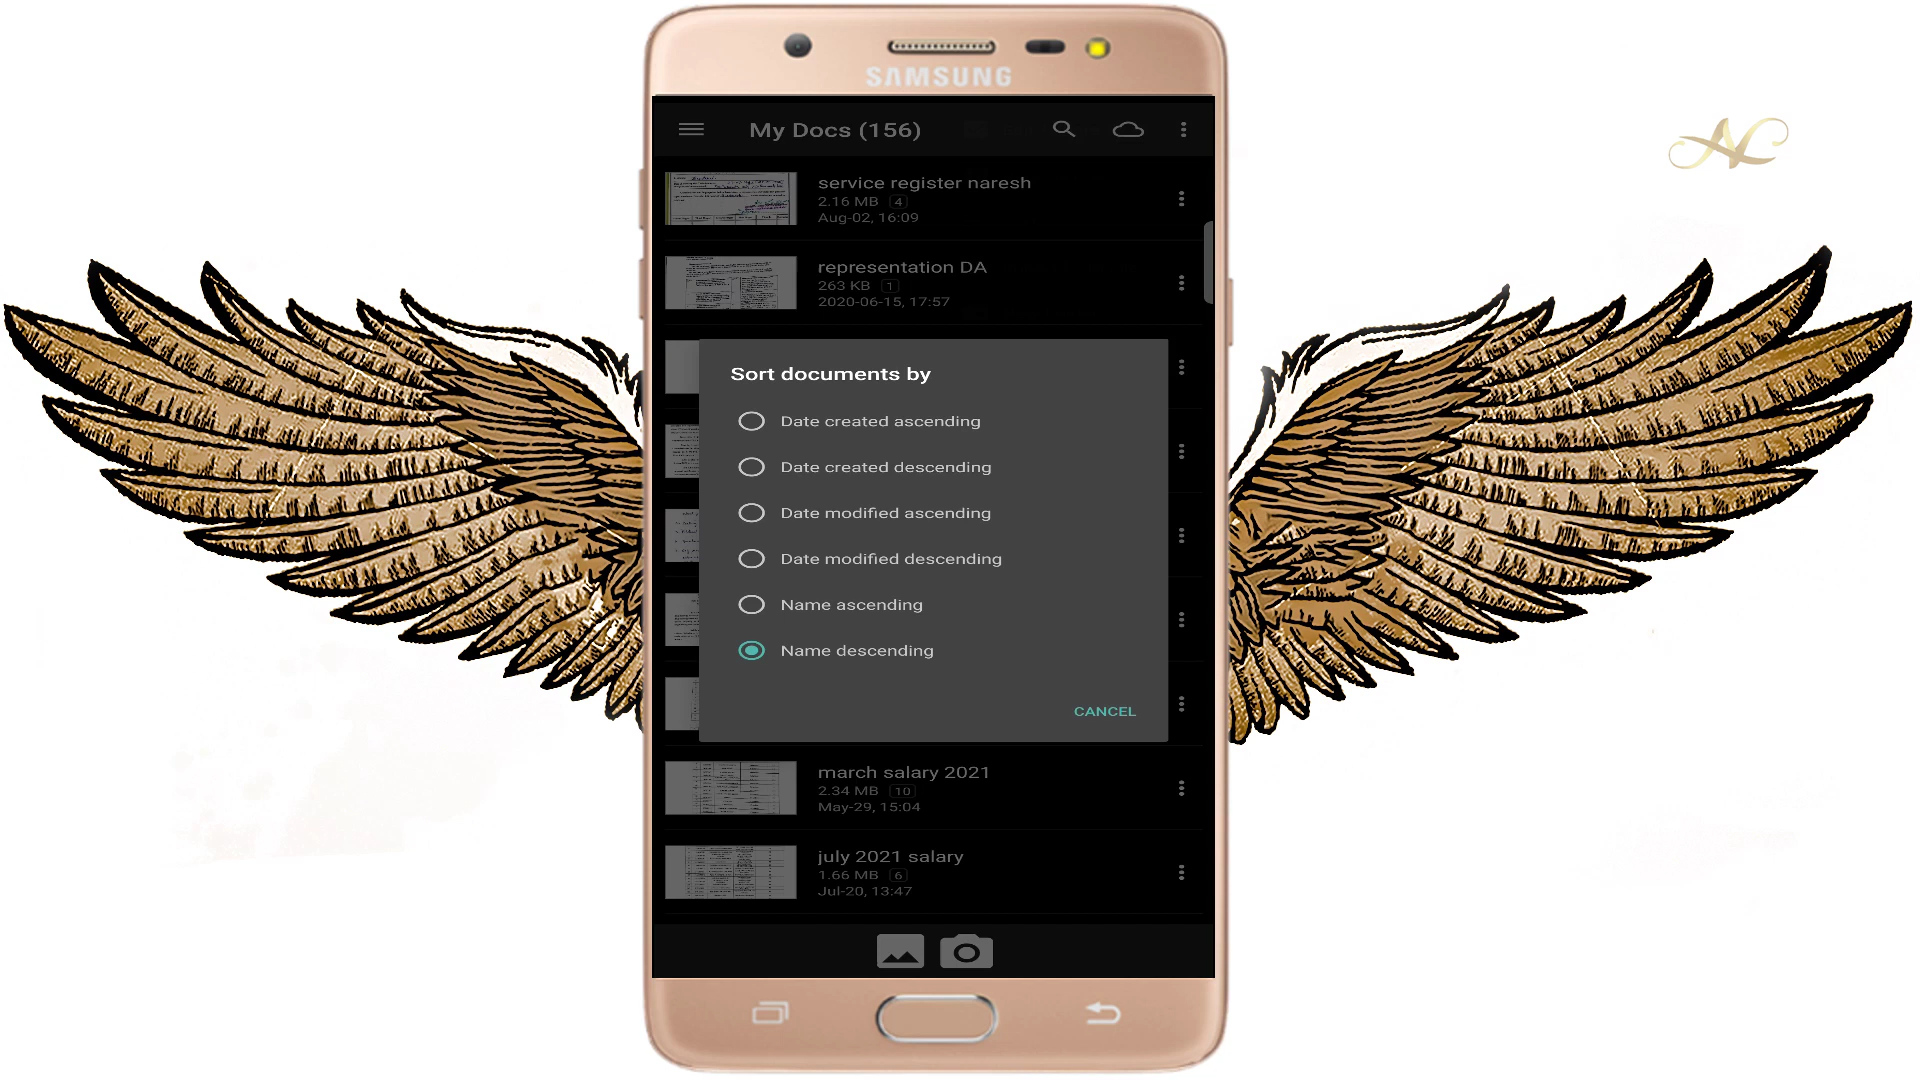 SAMSUNG
My Docs (156)
service register naresh
2.16 MB 4
Aug-02, 16:09
representation DA
263 KB 1
2020-06-15, 17:57
Sort documents by
Date created ascending
Date created descending
Date modified ascending
Date modified descending
Name ascending
Name descending
CANCEL
march salary 2021
2.34 MB 10
May-29, 15:04
july 2021 salary
1.66 MB 6
Jul-20, 13:47